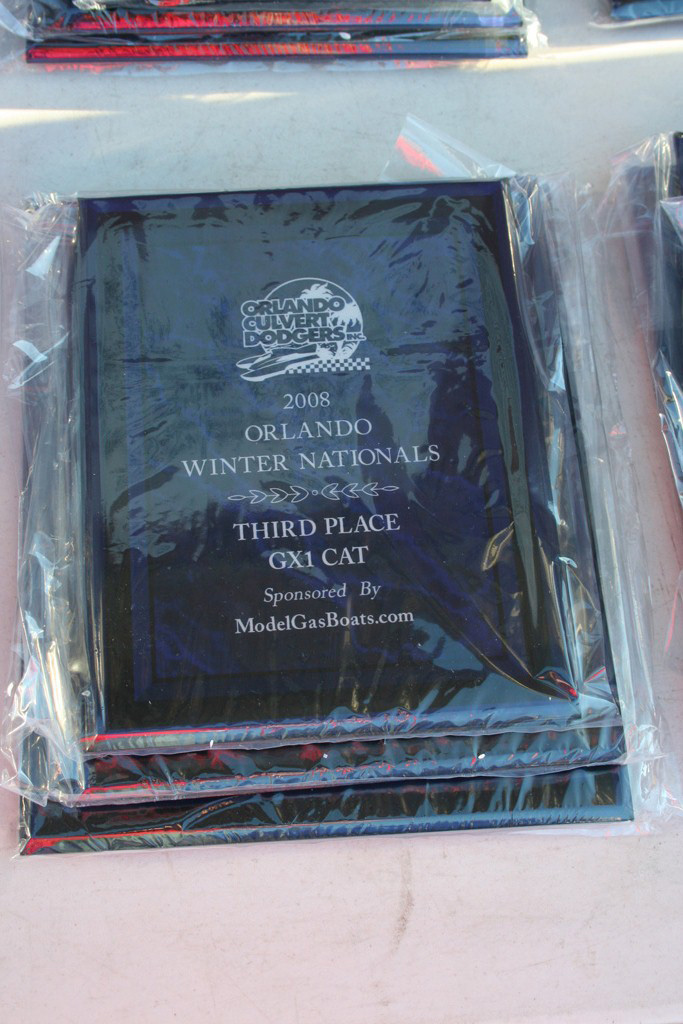 ORLANDO
CULVERT
DODGERS INC.
2008
ORLANDO
WINTER NATIONALS
THIRD PLACE
GX1 CAT
Sponsored By
ModelGasBoats.com